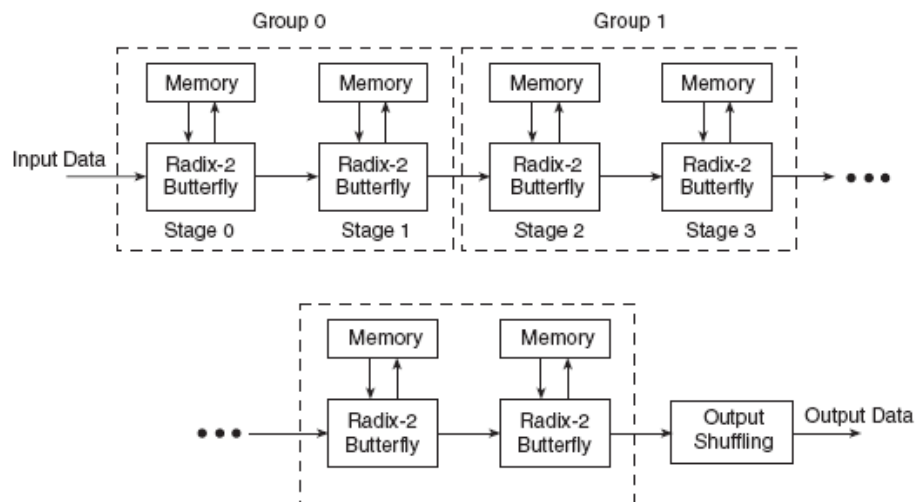 Group 0
Group 1
Memory
Memory
Memory
Memory
Input Data
Radix-2
Butterfly
Radix-2
Butterfly
Radix-2
Butterfly
Radix-2
Butterfly
Stage 0
Stage 1
Stage 2
Stage 3
Memory
Memory
Radix-2
Butterfly
Radix-2
Butterfly
Output
Shuffling
Output Data